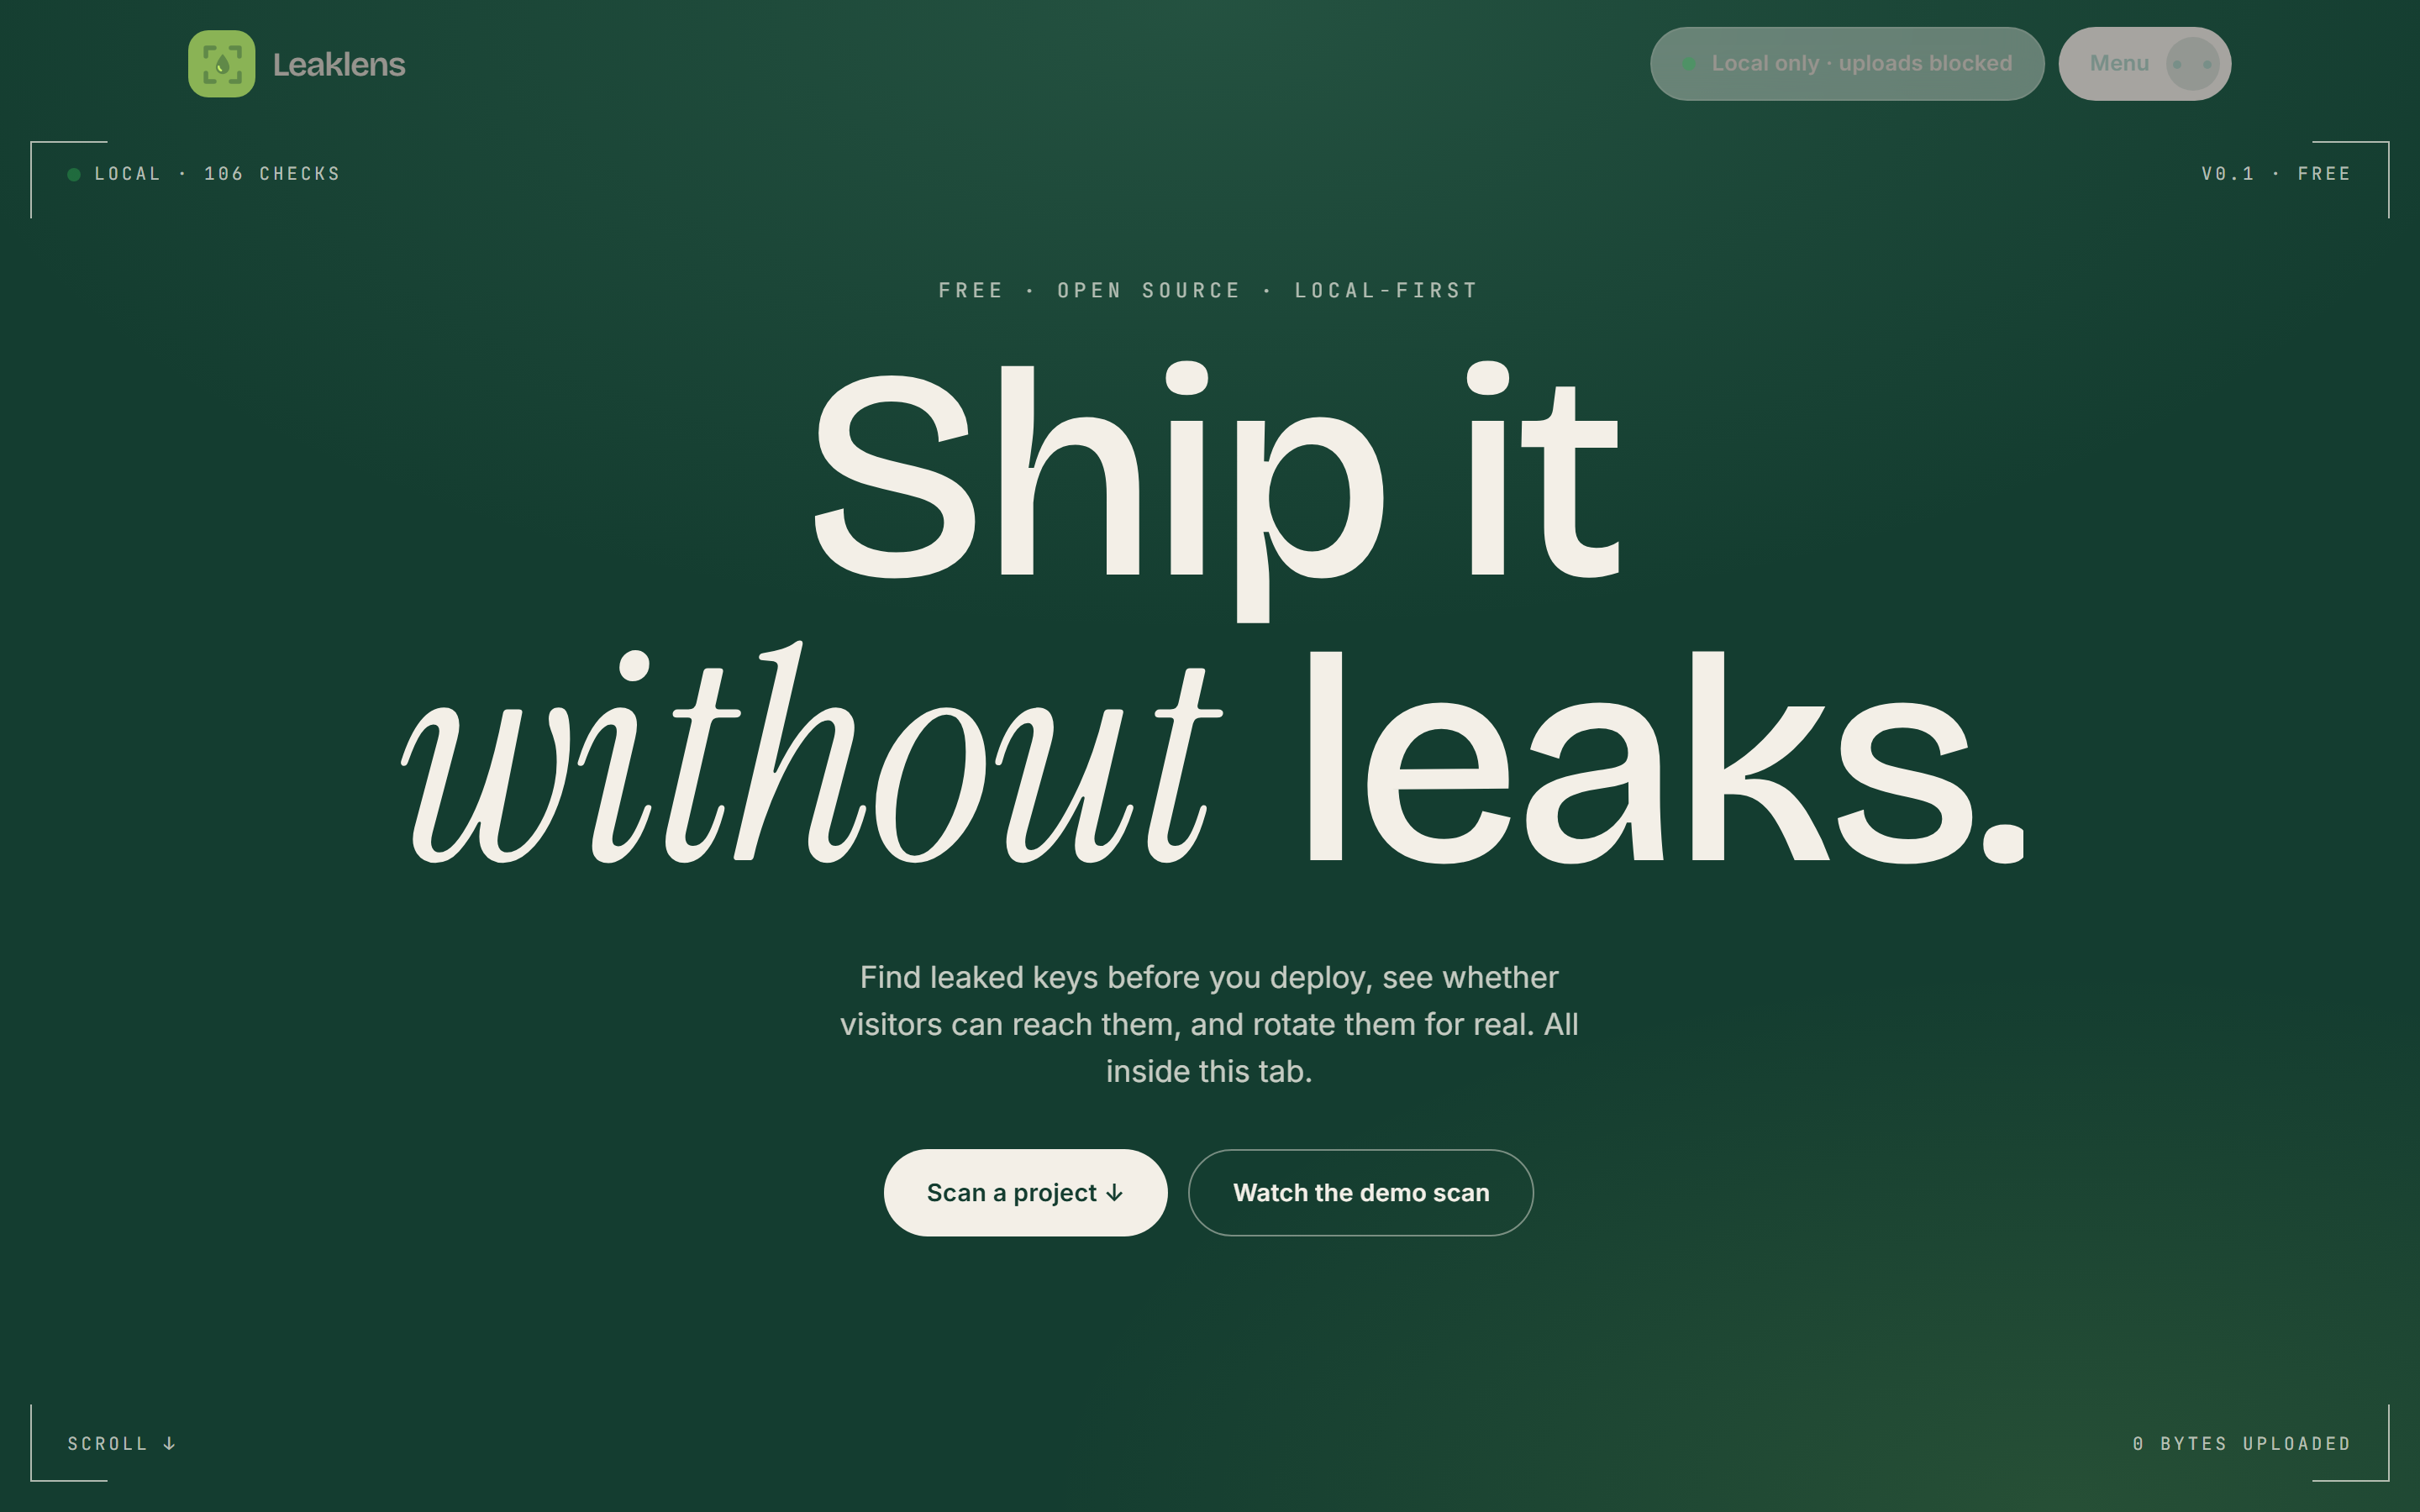 Leaklens
Local only · uploads blocked
Menu
LOCAL · 106 CHECKS
V0.1 · FREE
FREE · OPEN SOURCE · LOCAL-FIRST
Ship it
without leaks.
Find leaked keys before you deploy, see whether
visitors can reach them, and rotate them for real. All
inside this tab.
Scan a project ↓
Watch the demo scan
SCROLL ↓
0 BYTES UPLOADED